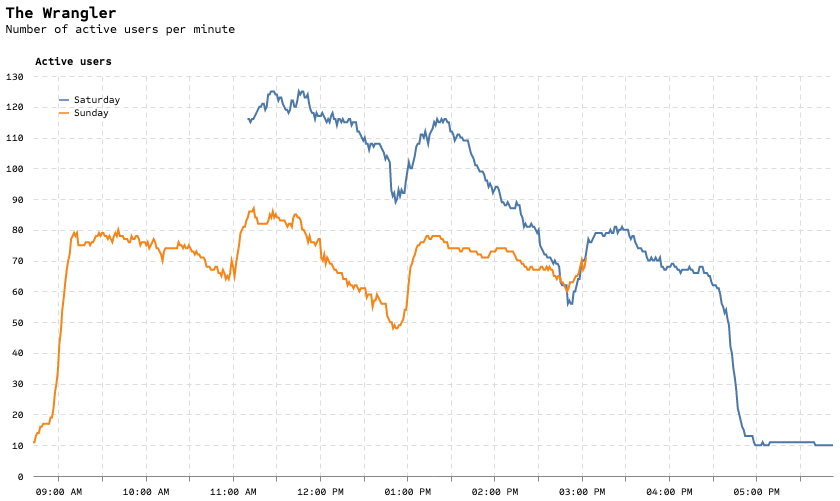 The Wrangler
Number of active users per minute
Active users
130
120
110
100
90
80
70
60
50
40
30
20
10
0
Saturday
Sunday
09:00 AM
10:00 AM
11:00 AM
12:00 PM
01:00 PM
02:00 PM
03:00 PM
04:00 PM
05:00 PM